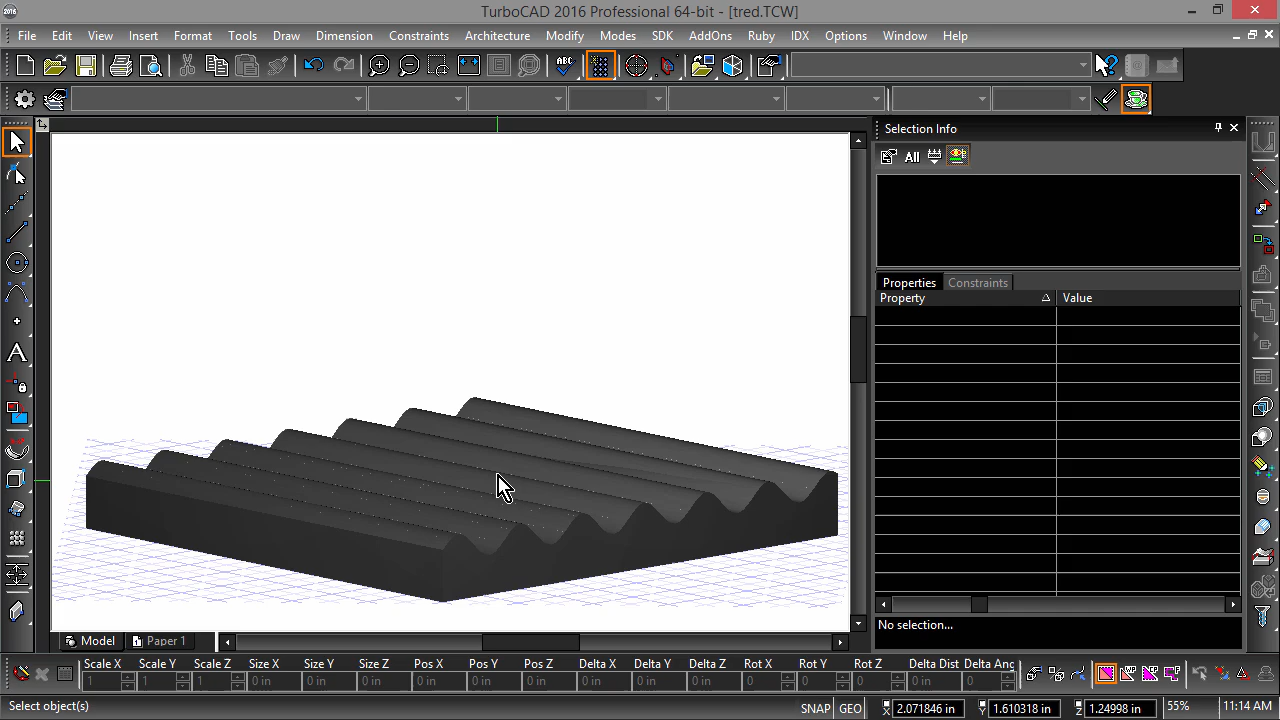 TurboCAD 2016 Professional 64-bit - [tred.TCW]
File Edit View Insert Format Tools Draw Dimension Constraints Architecture Modify Modes SDK AddOns Ruby IDX Options Window Help
ABC
Selection Info
All
Properties Constraints
Property Value
No selection...
Model Paper 1
Scale X Scale Y Scale Z Size X Size Y Size Z Pos X Pos Y Pos Z Delta X Delta Y Delta Z Rot X Rot Y Rot Z Delta Dist Delta Ang
1 1 1 0 in 0 in 0 in 0 in 0 in 0 in 0 in 0 in 0 in 0 0 0 0 in 0
Select object(s) SNAP GEO X 2.071846 in Y 1.610318 in Z 1.24998 in 55% 11:14 AM